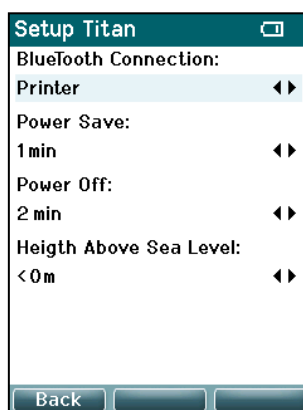 Setup Titan
BlueTooth Connection:
Printer
Power Save:
1 min
Power Off:
2 min
Heigth Above Sea Level:
<0m
Back